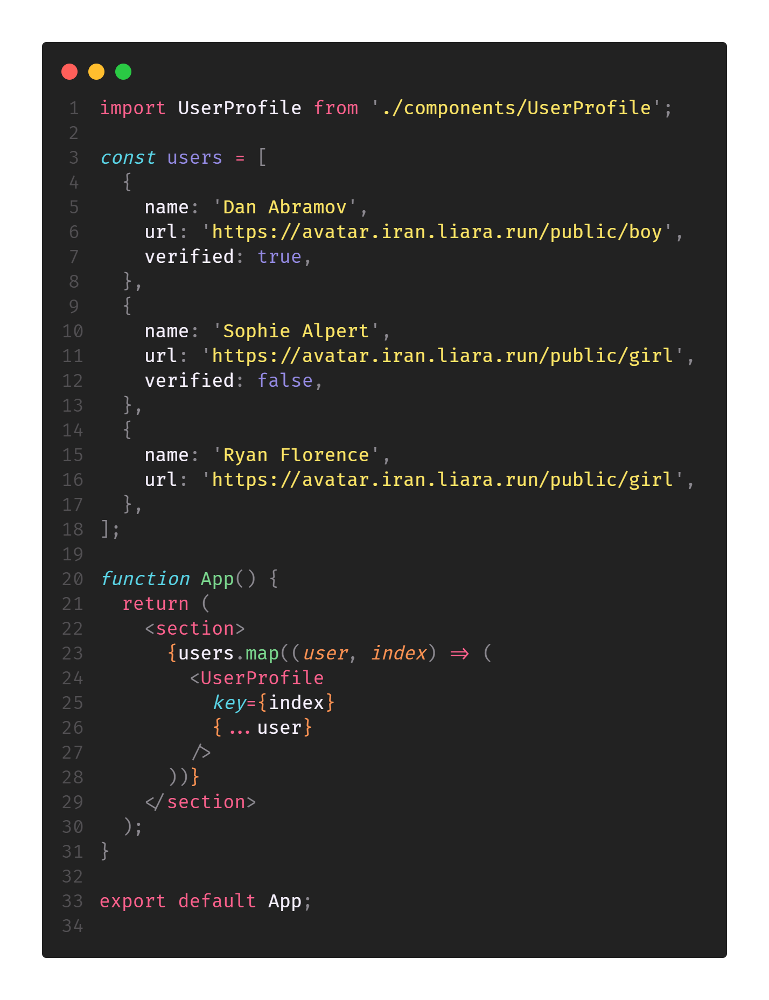 1 import UserProfile from './components/UserProfile';
2
3 const users = [
4   {
5     name: 'Dan Abramov',
6     url: 'https://avatar.iran.liara.run/public/boy',
7     verified: true,
8   },
9   {
10     name: 'Sophie Alpert',
11     url: 'https://avatar.iran.liara.run/public/girl',
12     verified: false,
13   },
14   {
15     name: 'Ryan Florence',
16     url: 'https://avatar.iran.liara.run/public/girl',
17   },
18 ];
19
20 function App() {
21   return (
22     <section>
23       {users.map((user, index) => (
24         <UserProfile
25           key={index}
26           {...user}
27         />
28       ))}
29     </section>
30   );
31 }
32
33 export default App;
34